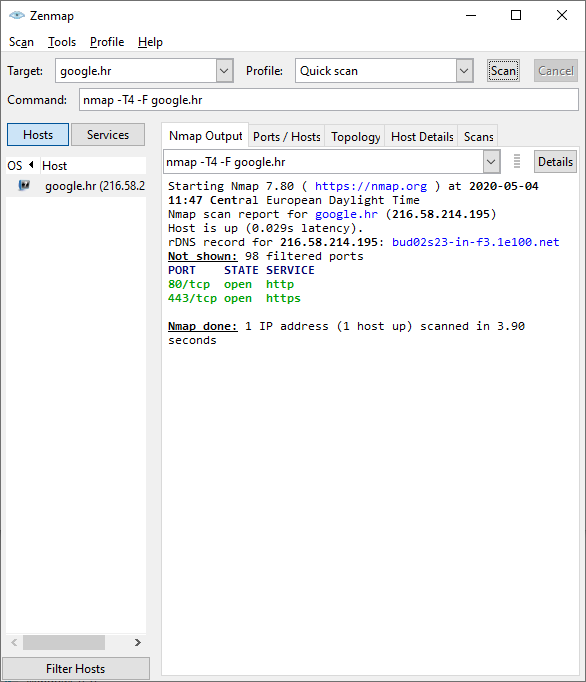 Zenmap
Scan Tools Profile Help
Target: google.hr Profile: Quick scan Scan Cancel
Command: nmap -T4 -F google.hr
Hosts Services
OS Host
google.hr (216.58.2
Filter Hosts
Nmap Output Ports / Hosts Topology Host Details Scans
nmap -T4 -F google.hr Details
Starting Nmap 7.80 ( https://nmap.org ) at 2020-05-04
11:47 Central European Daylight Time
Nmap scan report for google.hr (216.58.214.195)
Host is up (0.029s latency).
rDNS record for 216.58.214.195: bud02s23-in-f3.1e100.net
Not shown: 98 filtered ports
PORT STATE SERVICE
80/tcp open http
443/tcp open https
Nmap done: 1 IP address (1 host up) scanned in 3.90
seconds